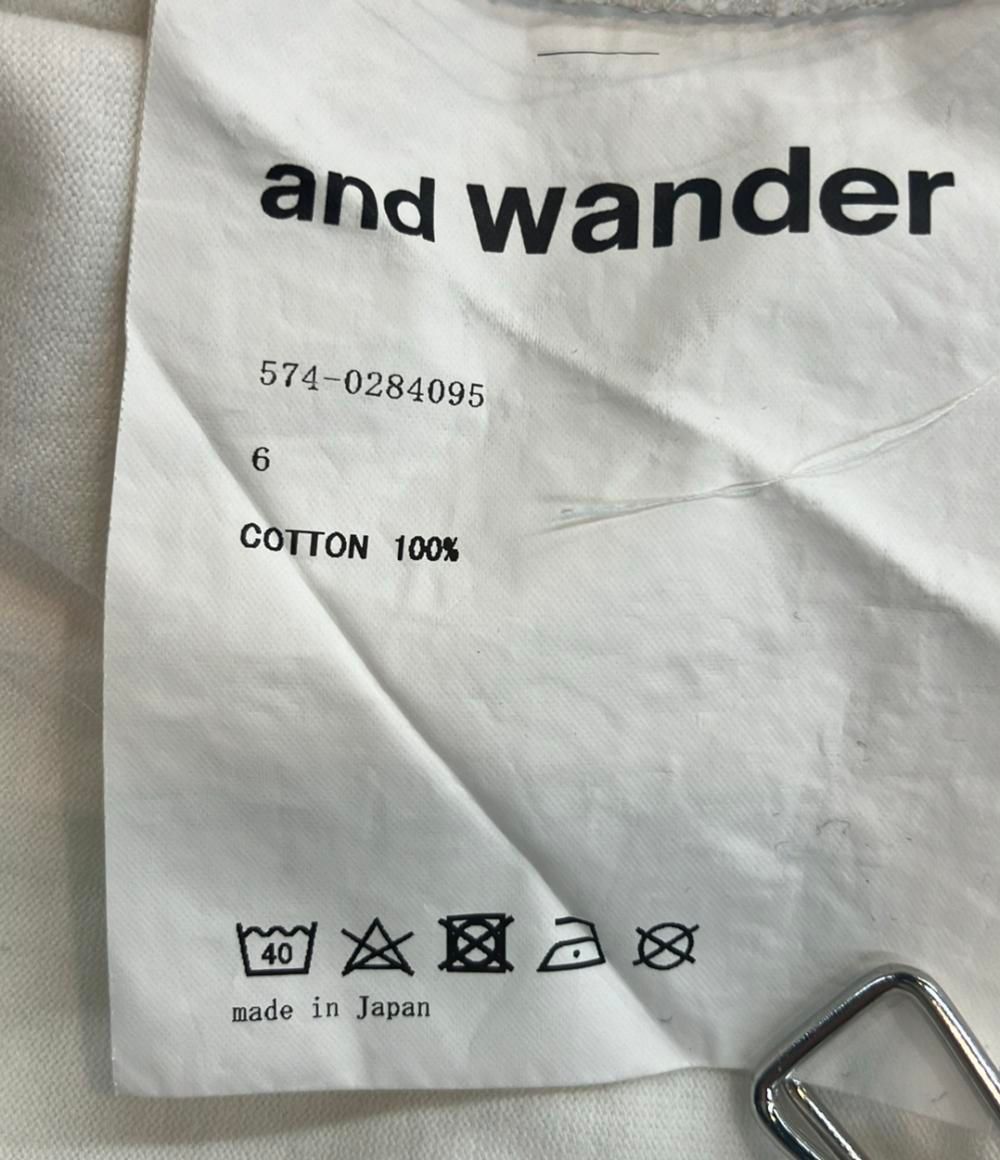 and wander
574-0284095
6
COTTON 100%
40
made in Japan